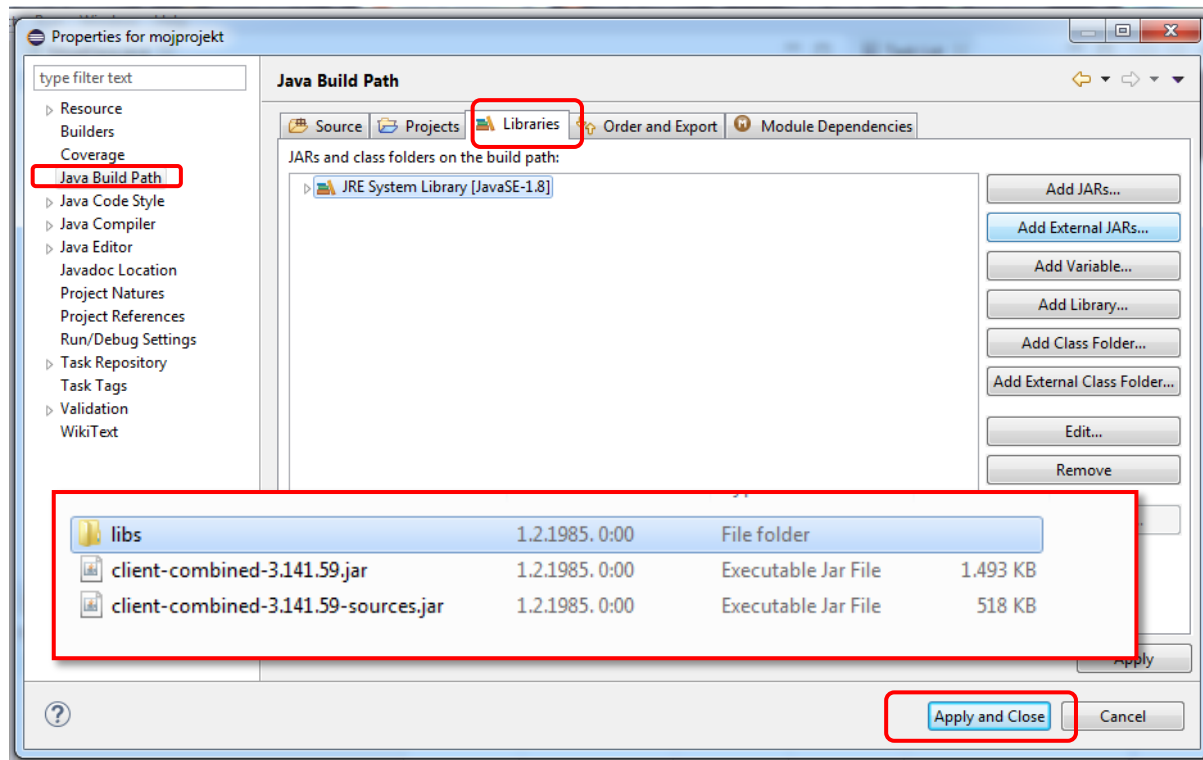 Properties for mojprojekt
type filter text
Resource
Builders
Coverage
Java Build Path
Java Code Style
Java Compiler
Java Editor
Javadoc Location
Project Natures
Project References
Run/Debug Settings
Task Repository
Task Tags
Validation
WikiText
Java Build Path
Source Projects Libraries Order and Export Module Dependencies
JARs and class folders on the build path:
JRE System Library [JavaSE-1.8]
Add JARs...
Add External JARs...
Add Variable...
Add Library...
Add Class Folder...
Add External Class Folder...
Edit...
Remove
libs 1.2.1985. 0:00 File folder
client-combined-3.141.59.jar 1.2.1985. 0:00 Executable Jar File 1.493 KB
client-combined-3.141.59-sources.jar 1.2.1985. 0:00 Executable Jar File 518 KB
Apply
Apply and Close Cancel